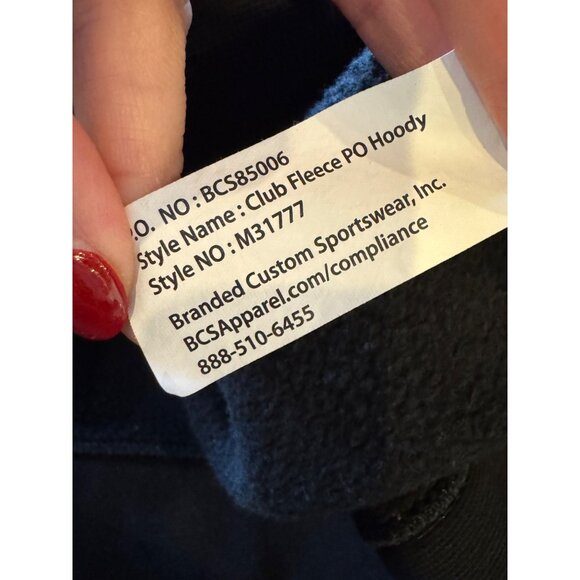 P.O. NO : BCS85006
Style Name : Club Fleece PO Hoody
Style NO : M31777
Branded Custom Sportswear, Inc.
BCSApparel.com/compliance
888-510-6455